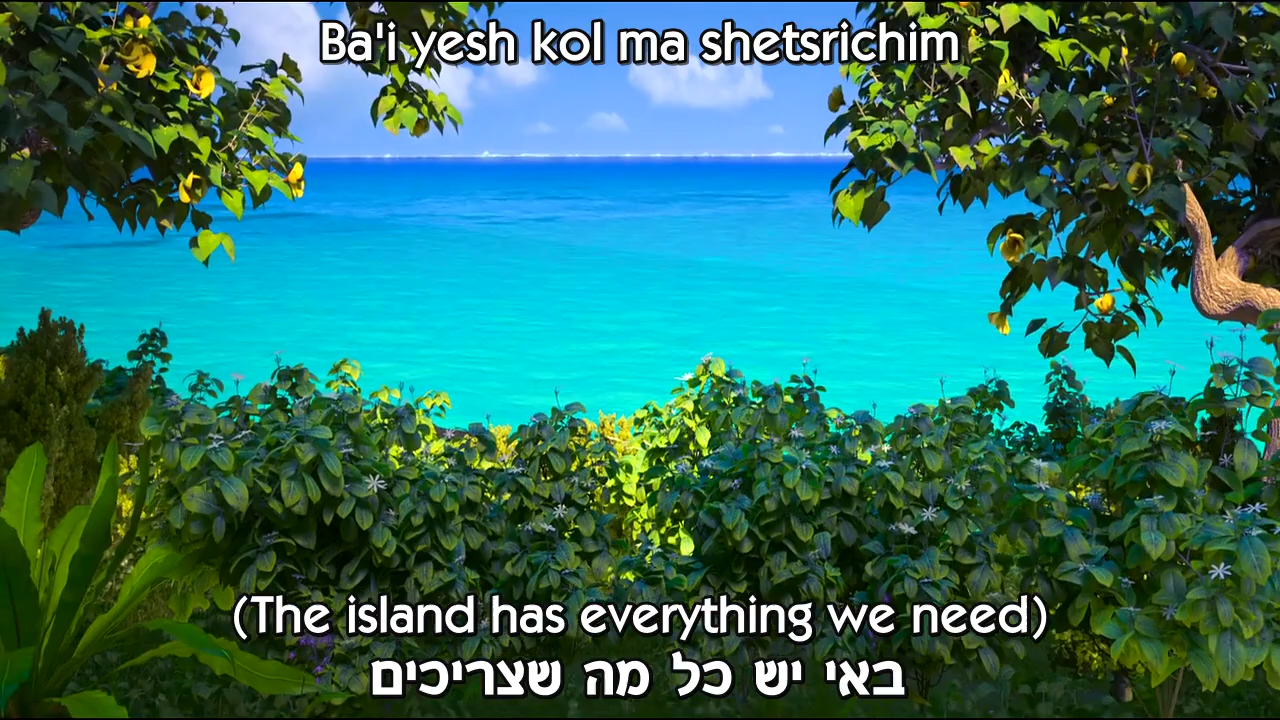 Ba'i yesh kol ma shetsrichim
(The island has everything we need)
באי יש כל מה שצריכים